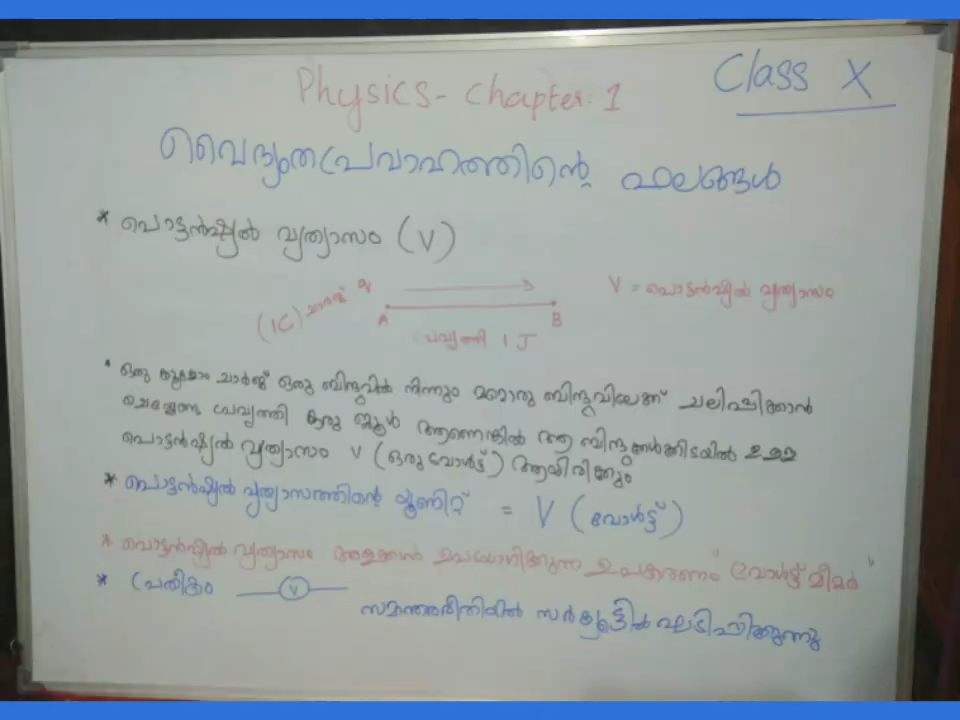 Physics - Chapter: 1
Class X
വൈദ്യുതപ്രവാഹത്തിന്റെ ഫലങ്ങൾ
* പൊട്ടൻഷ്യൽ വ്യത്യാസം (V)
(1C) ചാർജ്
A B
പ്രവൃത്തി 1 J
V = പൊട്ടൻഷ്യൽ വ്യത്യാസം
* ഒരു കൂളോം ചാർജ് ഒരു ബിന്ദുവിൽ നിന്നും മറ്റൊരു ബിന്ദുവിലേക്ക് ചലിപ്പിക്കാൻ
ചെയ്യുന്ന പ്രവൃത്തി ഒരു ജൂൾ ആണെങ്കിൽ ആ ബിന്ദുക്കൾക്കിടയിൽ ഉള്ള
പൊട്ടൻഷ്യൽ വ്യത്യാസം V (ഒരു വോൾട്ട്) ആയിരിക്കും
* പൊട്ടൻഷ്യൽ വ്യത്യാസത്തിന്റെ യൂണിറ്റ് = V (വോൾട്ട്)
* പൊട്ടൻഷ്യൽ വ്യത്യാസം അളക്കാൻ ഉപയോഗിക്കുന്ന ഉപകരണം "വോൾട്ട് മീറ്റർ"
* പ്രതീകം V
സമാന്തരരീതിയിൽ സർക്യൂട്ടിൽ ഘടിപ്പിക്കുന്നു